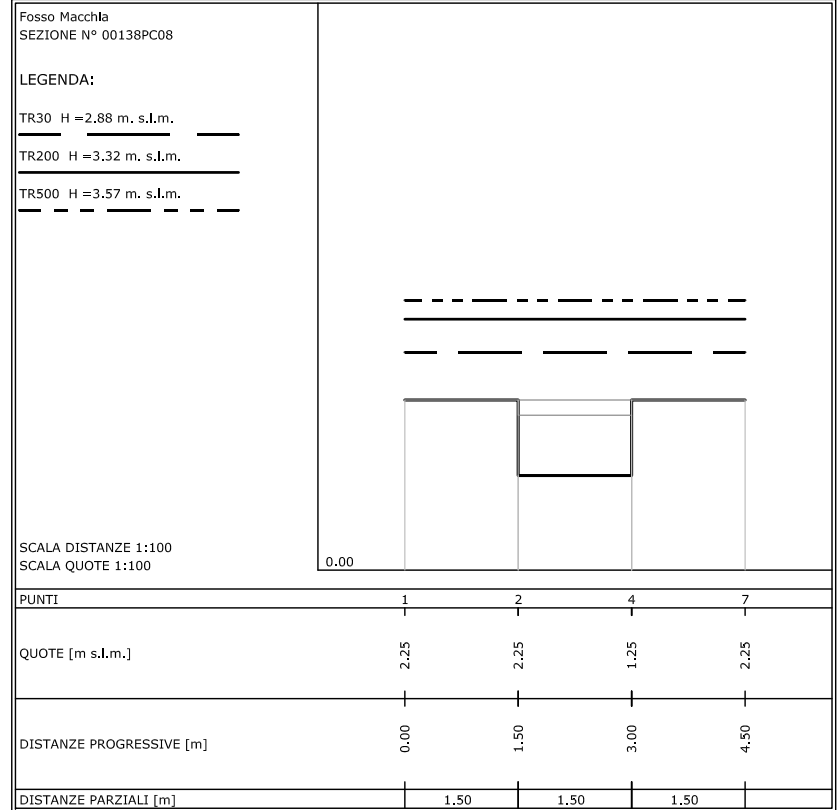 Fosso Macchia
SEZIONE N° 00138PC08
LEGENDA:
TR30 H =2.88 m. s.l.m.
TR200 H =3.32 m. s.l.m.
TR500 H =3.57 m. s.l.m.
SCALA DISTANZE 1:100
SCALA QUOTE 1:100
0.00
PUNTI 1 2 4 7
QUOTE [m s.l.m.] 2.25 2.25 1.25 2.25
DISTANZE PROGRESSIVE [m] 0.00 1.50 3.00 4.50
DISTANZE PARZIALI [m] 1.50 1.50 1.50